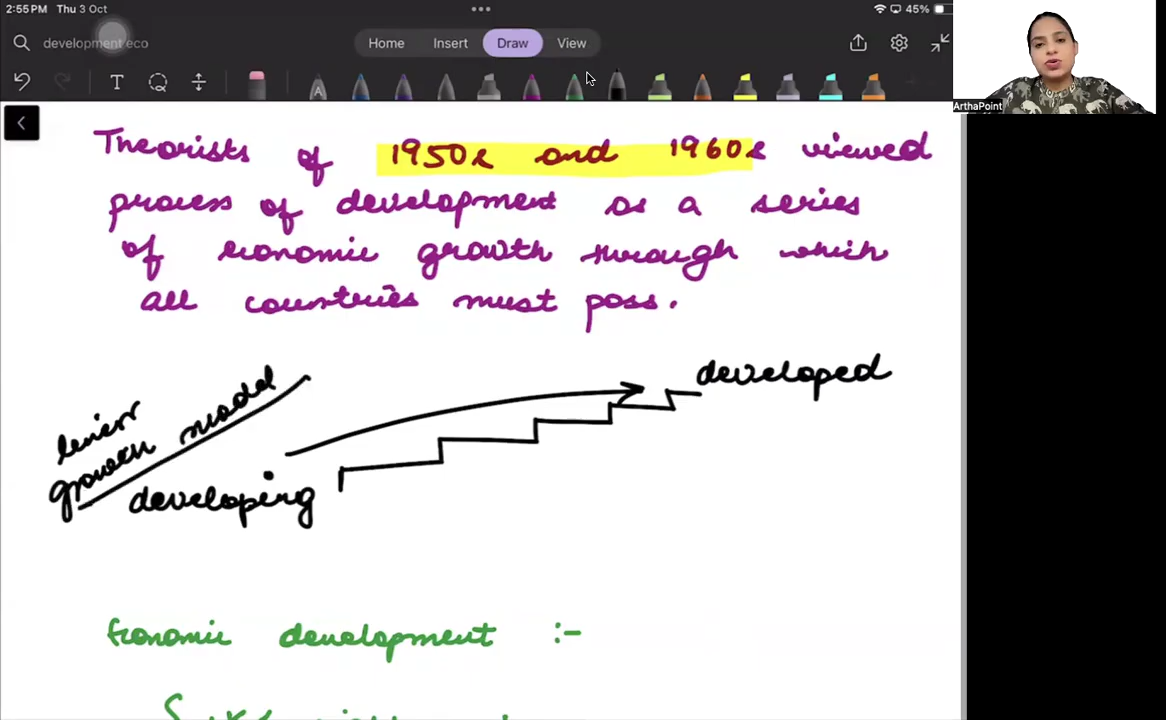 2:55 PM Thu 3 Oct
45%
development eco
Home Insert Draw View
ArthaPoint
Theorists of 1950s and 1960s viewed
process of development as a series
of economic growth through which
all countries must pass.
developed
linear
growth model
developing
Economic development :-